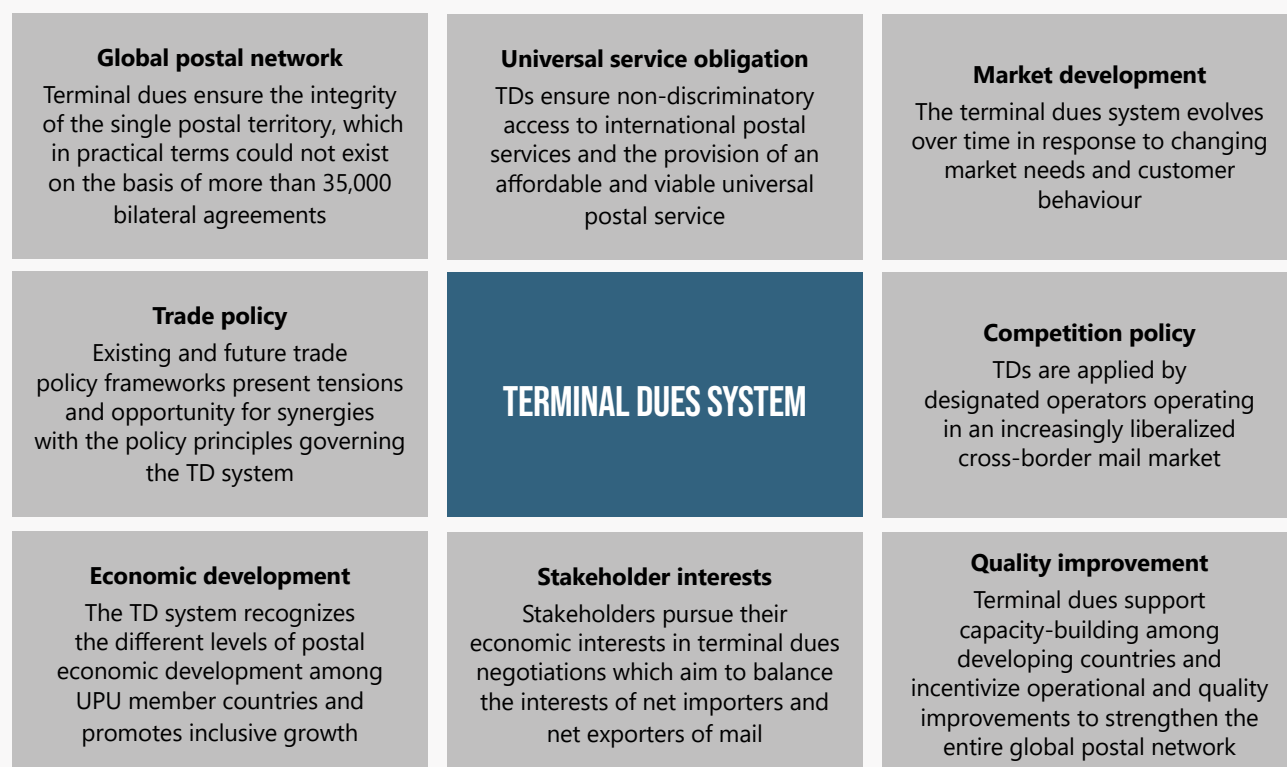 Global postal network
Terminal dues ensure the integrity
of the single postal territory, which
in practical terms could not exist
on the basis of more than 35,000
bilateral agreements
Universal service obligation
TDs ensure non-discriminatory
access to international postal
services and the provision of an
affordable and viable universal
postal service
Market development
The terminal dues system evolves
over time in response to changing
market needs and customer
behaviour
Trade policy
Existing and future trade
policy frameworks present tensions
and opportunity for synergies
with the policy principles governing
the TD system
TERMINAL DUES SYSTEM
Competition policy
TDs are applied by
designated operators operating
in an increasingly liberalized
cross-border mail market
Economic development
The TD system recognizes
the different levels of postal
economic development among
UPU member countries and
promotes inclusive growth
Stakeholder interests
Stakeholders pursue their
economic interests in terminal dues
negotiations which aim to balance
the interests of net importers and
net exporters of mail
Quality improvement
Terminal dues support
capacity-building among
developing countries and
incentivize operational and quality
improvements to strengthen the
entire global postal network